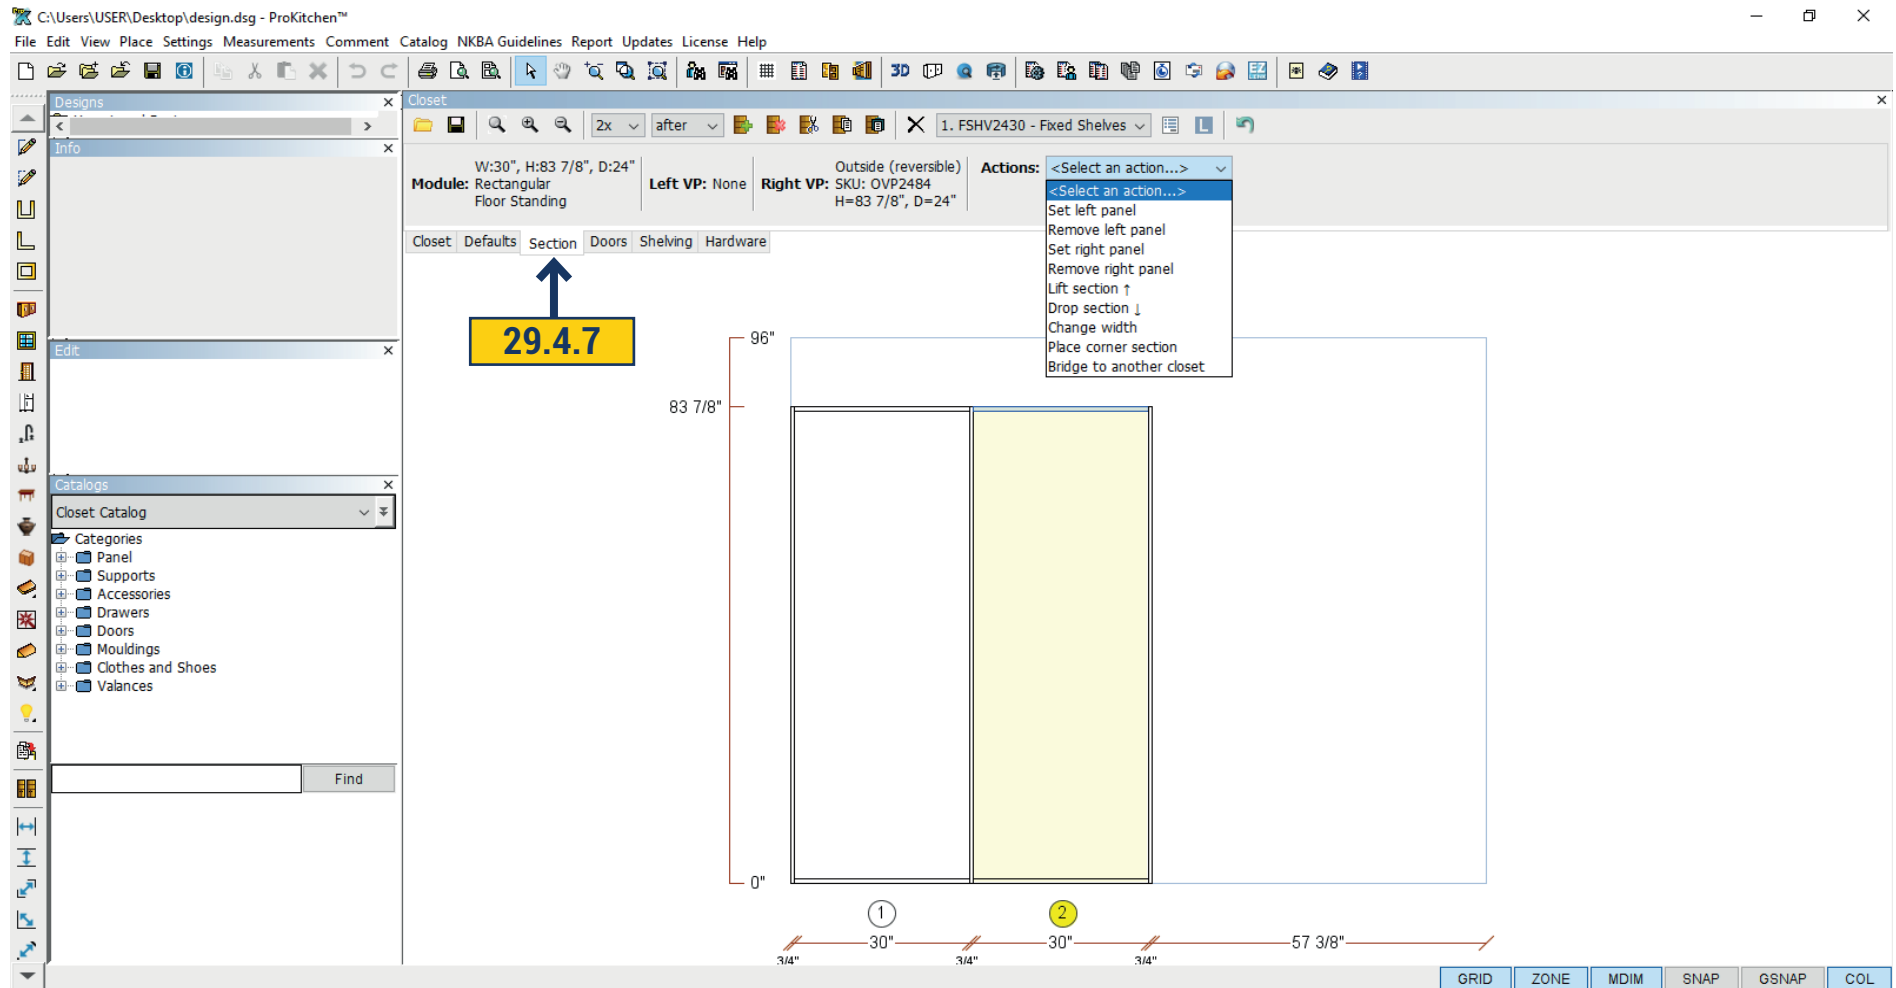 C:\Users\USER\Desktop\design.dsg - ProKitchen™
File Edit View Place Settings Measurements Comment Catalog NKBA Guidelines Report Updates License Help
3D
EZ
Designs
Closet
Info
2x after 1. FSHV2430 - Fixed Shelves
L
Module: W:30", H:83 7/8", D:24"
Rectangular
Floor Standing
Left VP: None
Right VP: Outside (reversible)
SKU: OVP2484
H=83 7/8", D=24"
Actions: <Select an action...>
<Select an action...>
Set left panel
Remove left panel
Set right panel
Remove right panel
Lift section ↑
Drop section ↓
Change width
Place corner section
Bridge to another closet
Closet Defaults Section Doors Shelving Hardware
29.4.7
Edit
Catalogs
Closet Catalog
Categories
Panel
Supports
Accessories
Drawers
Doors
Mouldings
Clothes and Shoes
Valances
Find
96"
83 7/8"
0"
1 2
30" 30" 57 3/8"
3/4" 3/4" 3/4"
GRID ZONE MDIM SNAP GSNAP COL